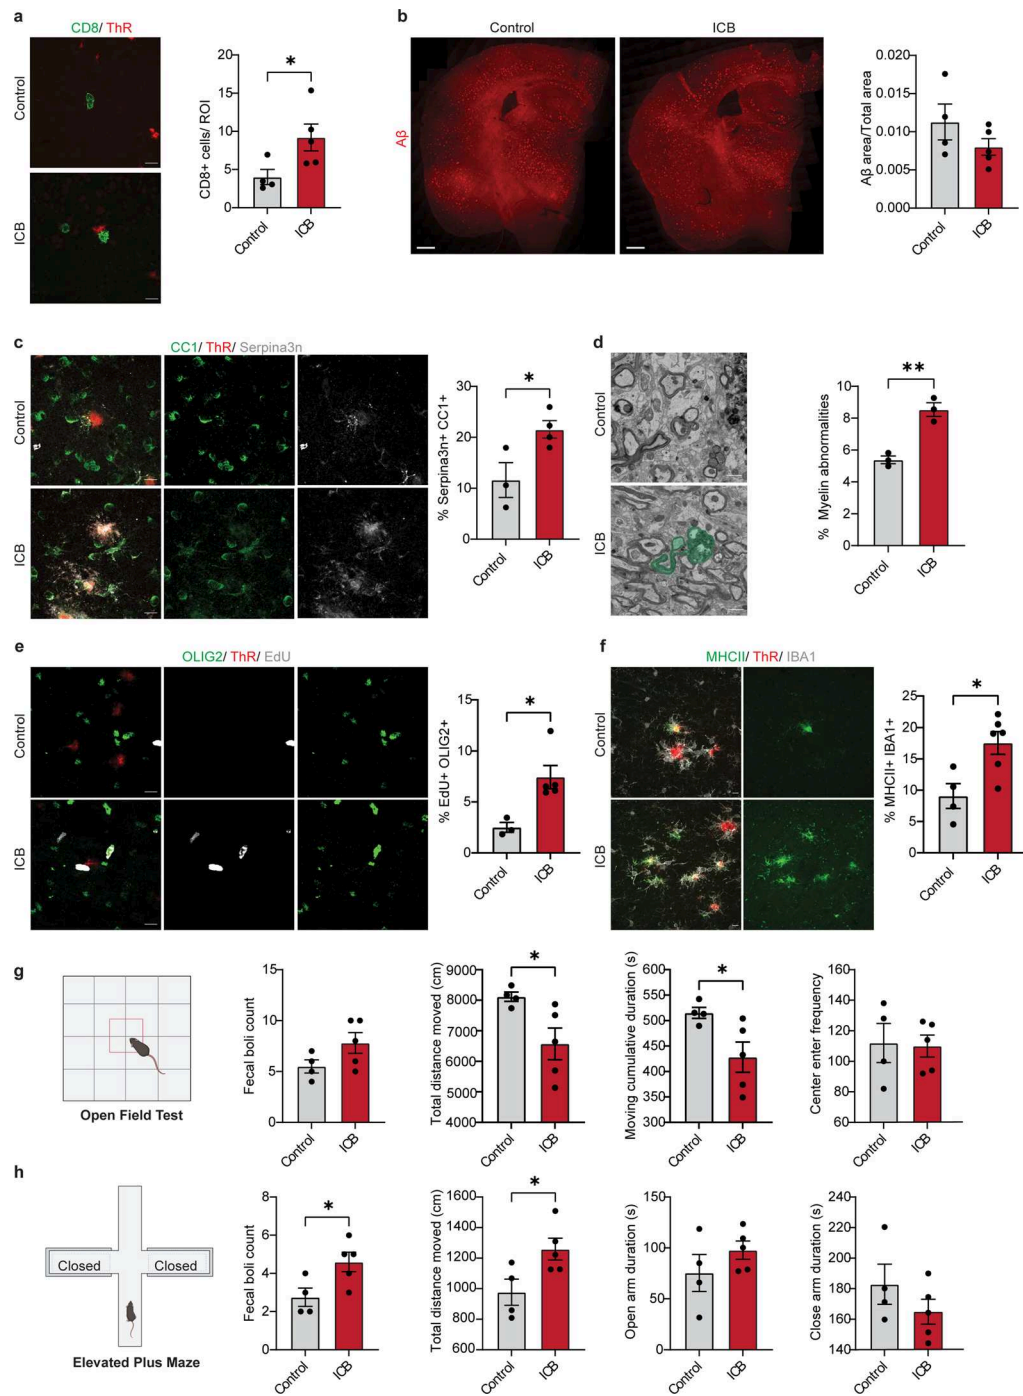 a
CD8/ ThR
Control
ICB
CD8+ cells/ ROI
20
15
10
5
0
*
Control
ICB
b
Control
ICB
Aβ
Aβ area/Total area
0.020
0.015
0.010
0.005
0.000
Control
ICB
c
CC1/ ThR/ Serpina3n
Control
ICB
% Serpina3n+ CC1+
30
20
10
0
*
Control
ICB
d
Control
ICB
% Myelin abnormalities
10
8
6
4
2
0
**
Control
ICB
e
OLIG2/ ThR/ EdU
Control
ICB
% EdU+ OLIG2+
15
10
5
0
*
Control
ICB
f
MHCII/ ThR/ IBA1
Control
ICB
% MHCII+ IBA1+
25
20
15
10
5
0
*
Control
ICB
g
Open Field Test
Fecal boli count
15
10
5
0
Control
ICB
Total distance moved (cm)
9000
8000
7000
6000
5000
4000
*
Control
ICB
Moving cumulative duration (s)
600
550
500
450
400
350
300
*
Control
ICB
Center enter frequency
160
140
120
100
80
60
Control
ICB
h
Closed
Closed
Elevated Plus Maze
Fecal boli count
8
6
4
2
0
*
Control
ICB
Total distance moved (cm)
1600
1400
1200
1000
800
600
*
Control
ICB
Open arm duration (s)
150
100
50
0
Control
ICB
Close arm duration (s)
240
220
200
180
160
140
Control
ICB